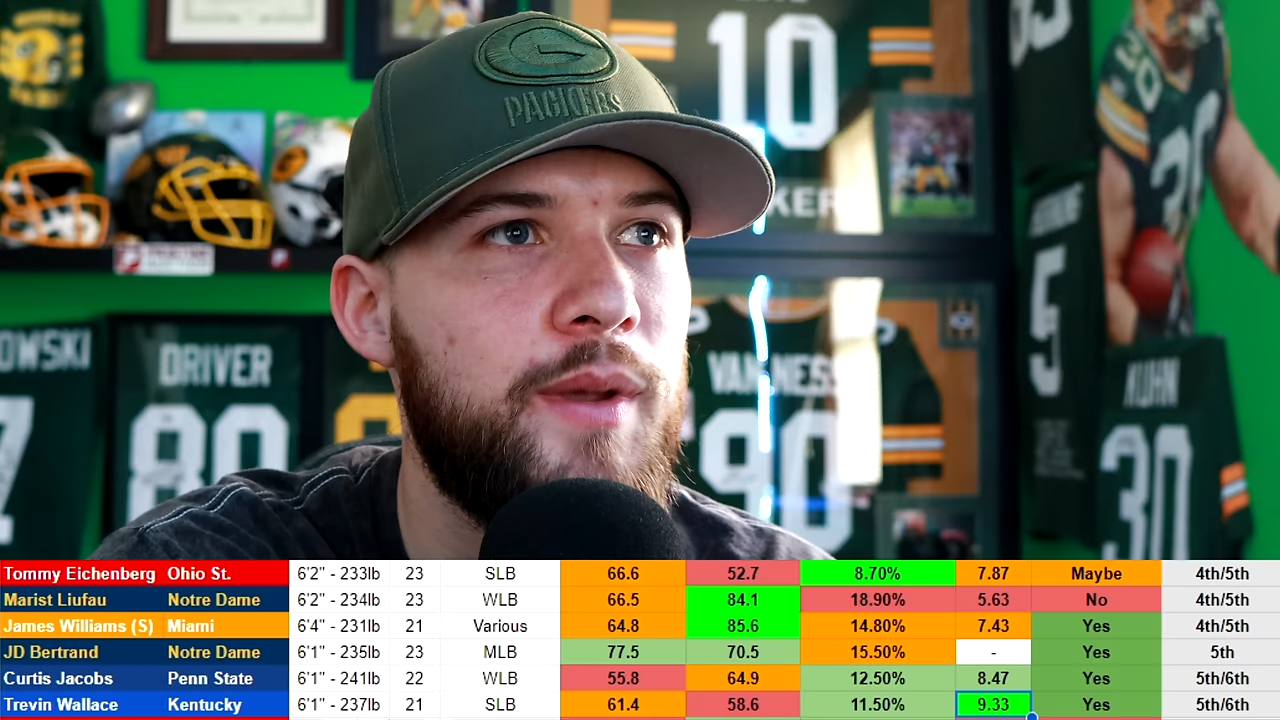 10
PACKERS
KER
5
OWSKI
DRIVER
VAN NESS
KUHN
7
80
90
30
Tommy Eichenberg Ohio St. 6'2" - 233lb 23 SLB 66.6 52.7 8.70% 7.87 Maybe 4th/5th
Marist Liufau Notre Dame 6'2" - 234lb 23 WLB 66.5 84.1 18.90% 5.63 No 4th/5th
James Williams (S) Miami 6'4" - 231lb 21 Various 64.8 85.6 14.80% 7.43 Yes 4th/5th
JD Bertrand Notre Dame 6'1" - 235lb 23 MLB 77.5 70.5 15.50% - Yes 5th
Curtis Jacobs Penn State 6'1" - 241lb 22 WLB 55.8 64.9 12.50% 8.47 Yes 5th/6th
Trevin Wallace Kentucky 6'1" - 237lb 21 SLB 61.4 58.6 11.50% 9.33 Yes 5th/6th